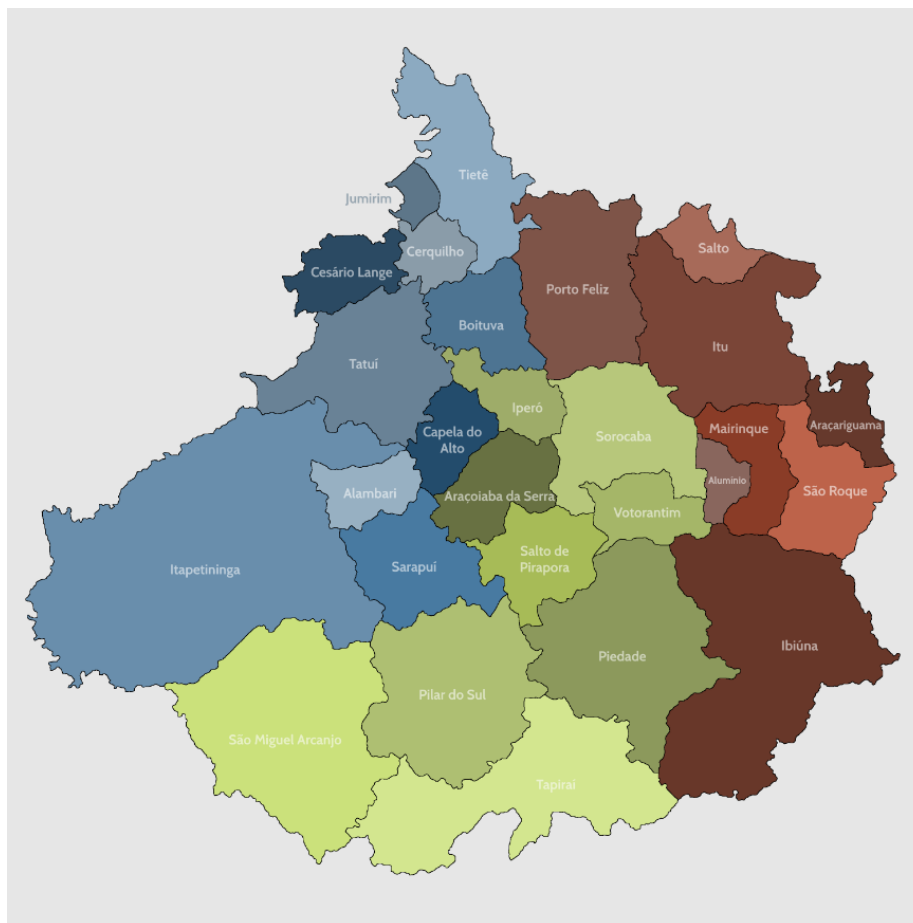 Tietê
Jumirim
Cerquilho
Salto
Cesário Lange
Porto Feliz
Boituva
Itu
Tatuí
Iperó
Capela do
Alto
Sorocaba
Mairinque
Araçariguama
Alumínio
Alambari
Araçoiaba da Serra
São Roque
Votorantim
Itapetininga
Sarapuí
Salto de
Pirapora
Piedade
Ibiúna
Pilar do Sul
São Miguel Arcanjo
Tapiraí